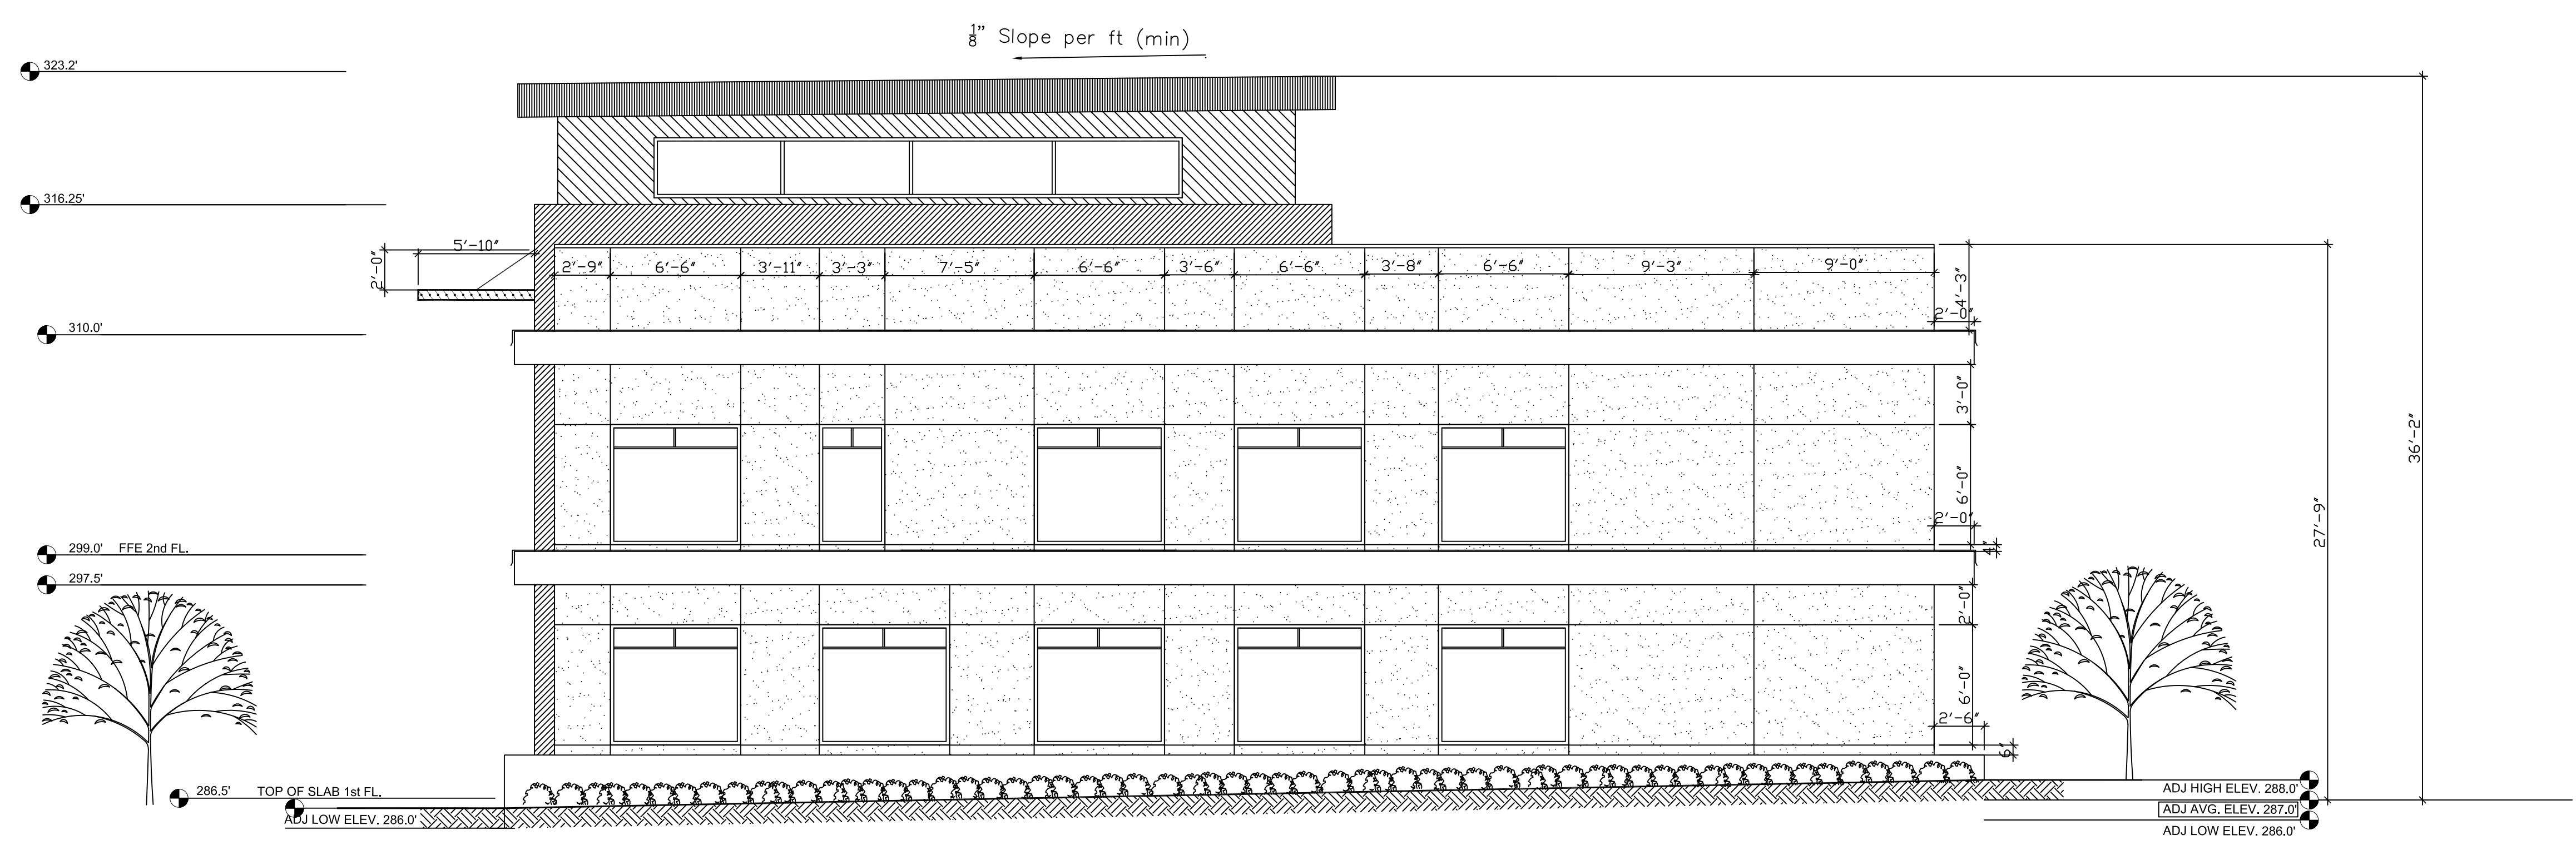 1/8" Slope per ft (min)
323.2'
316.25'
5'-10"
2'-0"
2'-9" 6'-6" 3'-11" 3'-3" 7'-5" 6'-6" 3'-6" 6'-6" 3'-8" 6'-6" 9'-3" 9'-0"
4'-3"
2'-0"
310.0'
3'-0"
36'-2"
6'-0"
2'-0"
27'-9"
299.0' FFE 2nd FL.
4"
297.5'
2'-0"
6'-0"
2'-6"
6"
286.5' TOP OF SLAB 1st FL.
ADJ LOW ELEV. 286.0'
ADJ HIGH ELEV. 288.0'
ADJ AVG. ELEV. 287.0'
ADJ LOW ELEV. 286.0'